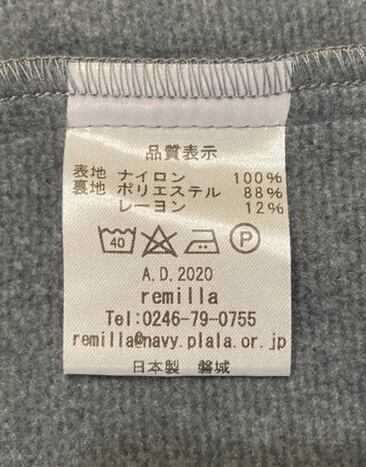 品質表示
表地 ナイロン 100%
裏地 ポリエステル 88%
レーヨン 12%
40 P
A.D.2020
remilla
Tel:0246-79-0755
remilla@navy.plala.or.jp
日本製 磐城